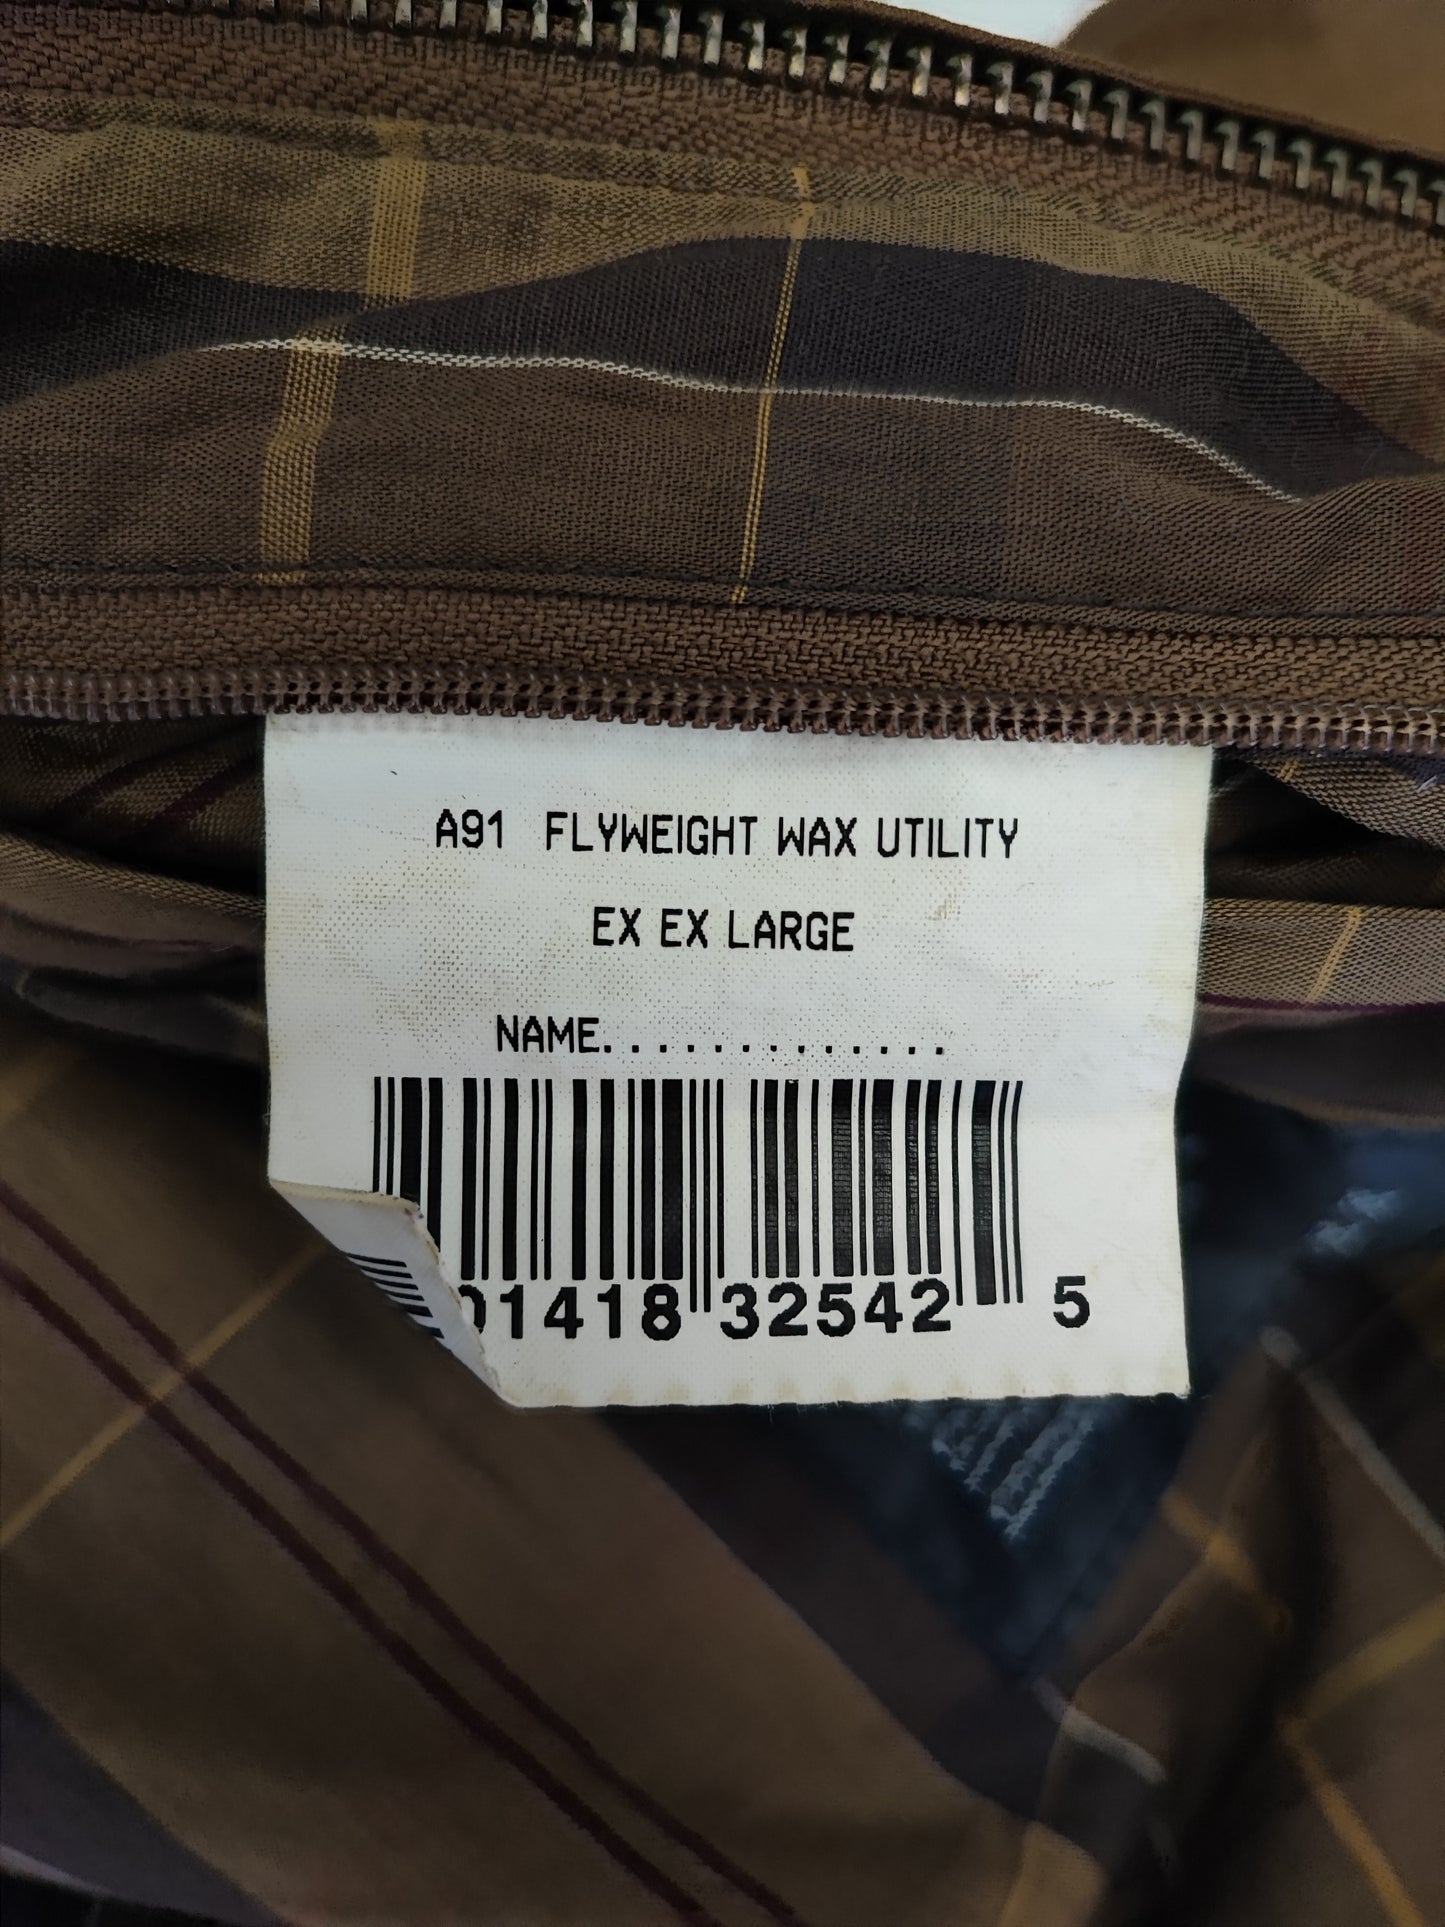 A91 FLYWEIGHT WAX UTILITY
EX EX LARGE
NAME.............
01418 32542 5